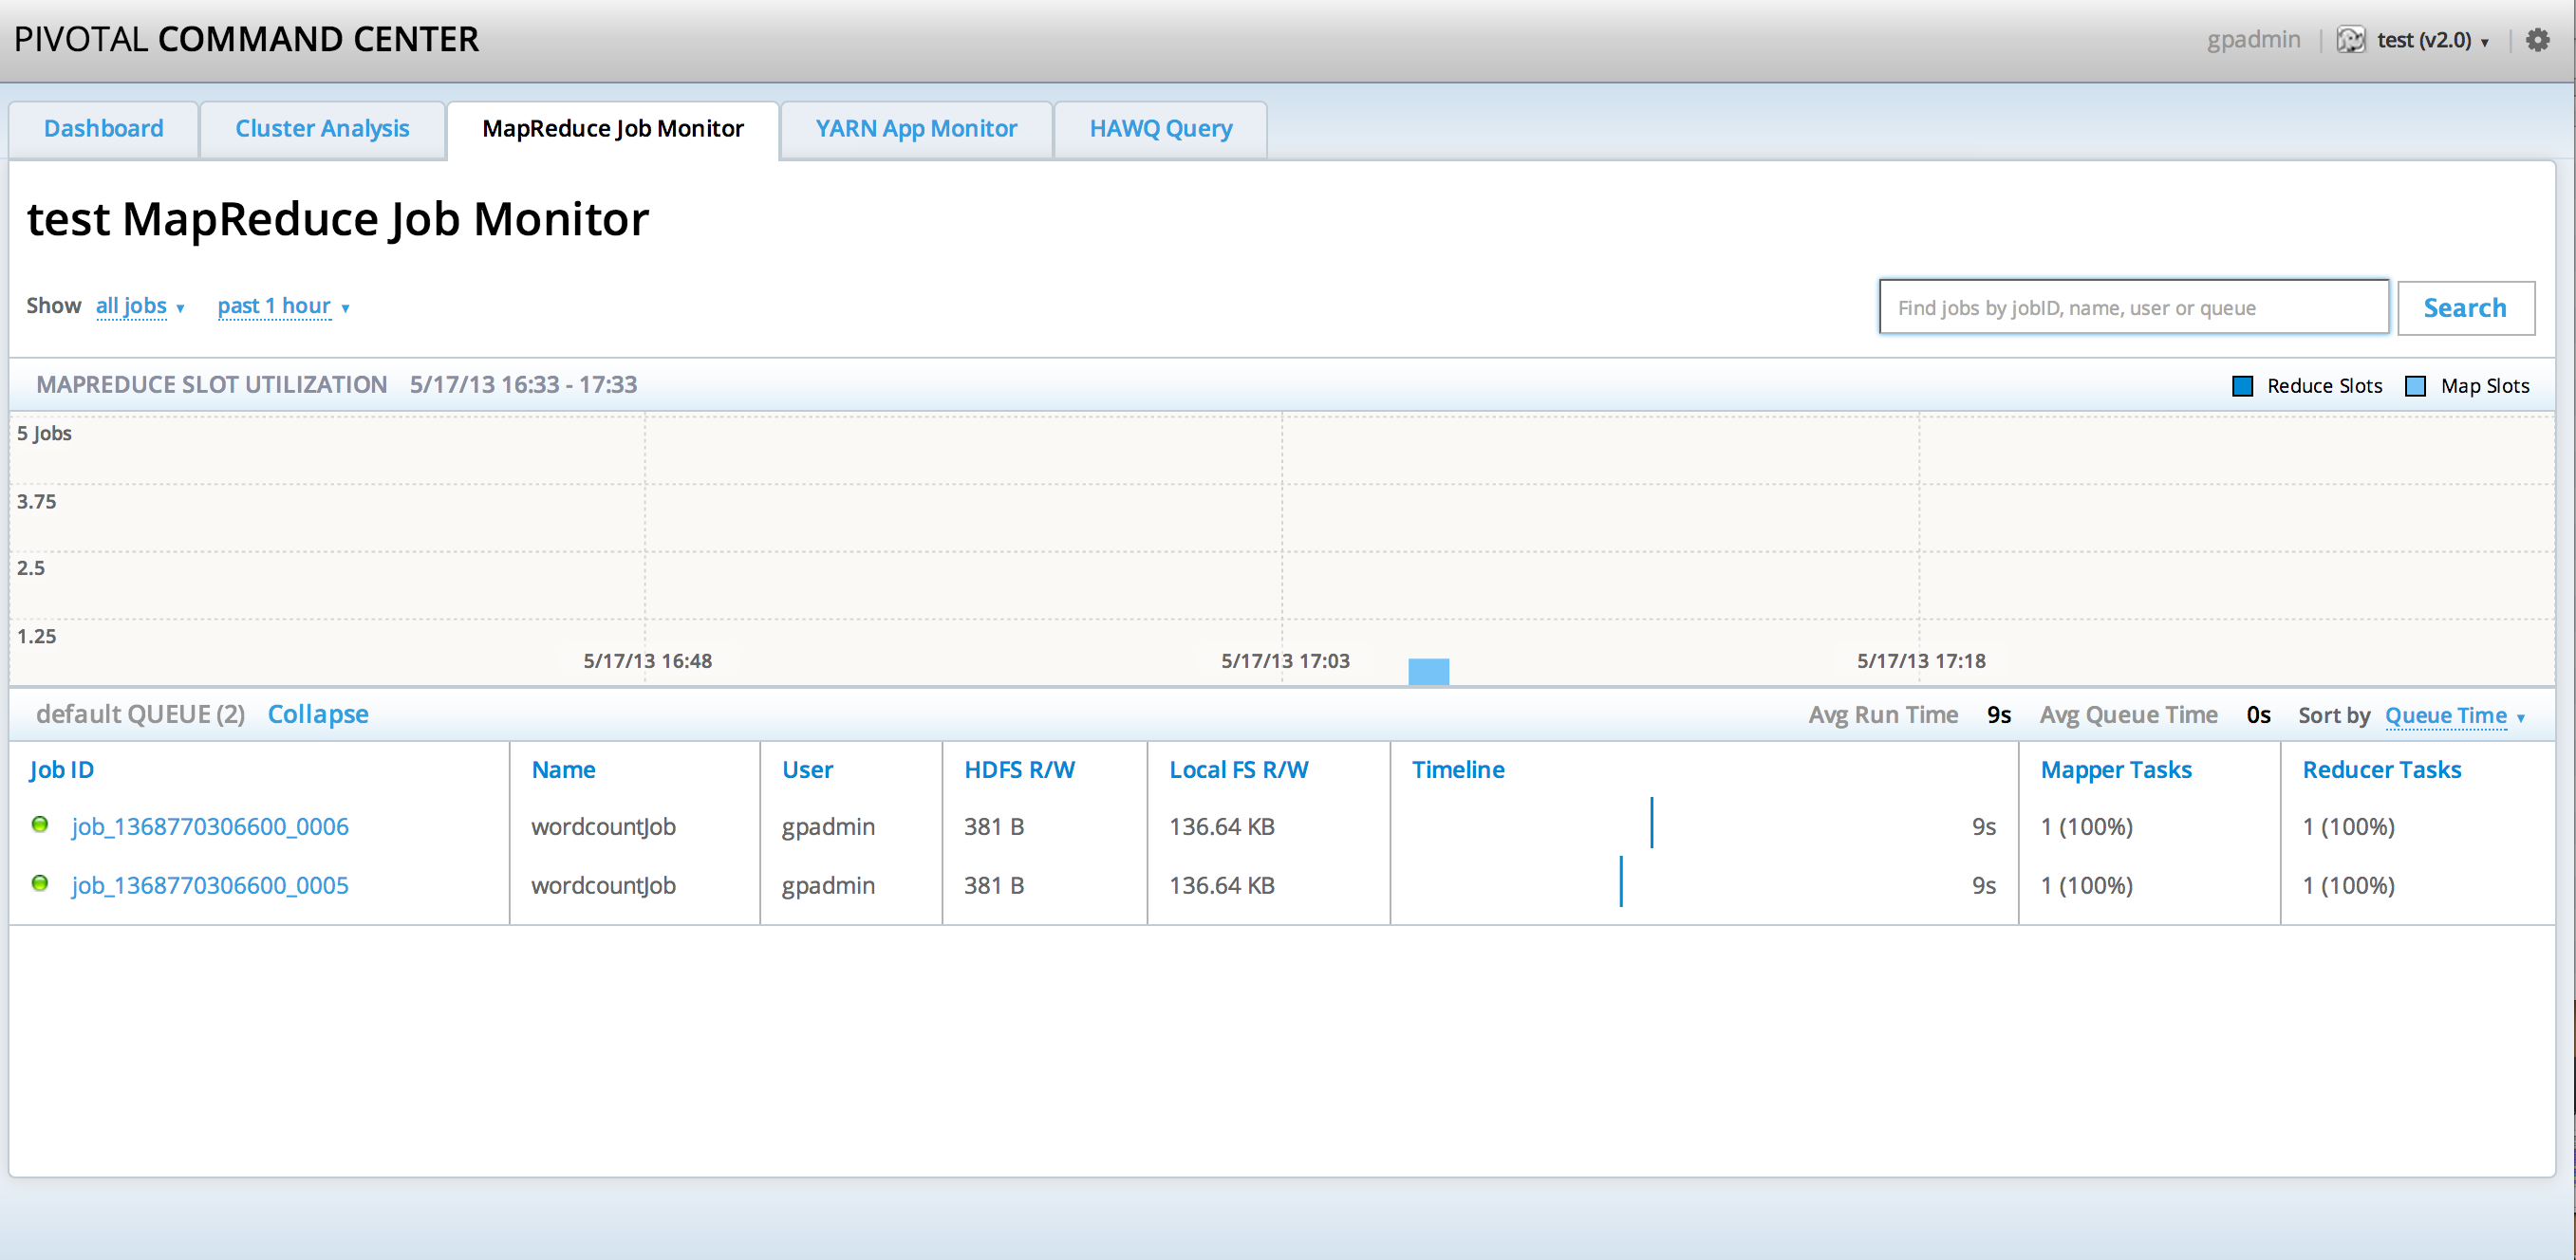 PIVOTAL COMMAND CENTER
gpadmin test (v2.0)
Dashboard Cluster Analysis MapReduce Job Monitor YARN App Monitor HAWQ Query
test MapReduce Job Monitor
Show all jobs past 1 hour
Find jobs by jobID, name, user or queue Search
MAPREDUCE SLOT UTILIZATION 5/17/13 16:33 - 17:33 Reduce Slots Map Slots
5 Jobs
3.75
2.5
1.25
5/17/13 16:48 5/17/13 17:03 5/17/13 17:18
default QUEUE (2) Collapse Avg Run Time 9s Avg Queue Time 0s Sort by Queue Time
Job ID Name User HDFS R/W Local FS R/W Timeline Mapper Tasks Reducer Tasks
job_1368770306600_0006 wordcountJob gpadmin 381 B 136.64 KB 9s 1 (100%) 1 (100%)
job_1368770306600_0005 wordcountJob gpadmin 381 B 136.64 KB 9s 1 (100%) 1 (100%)